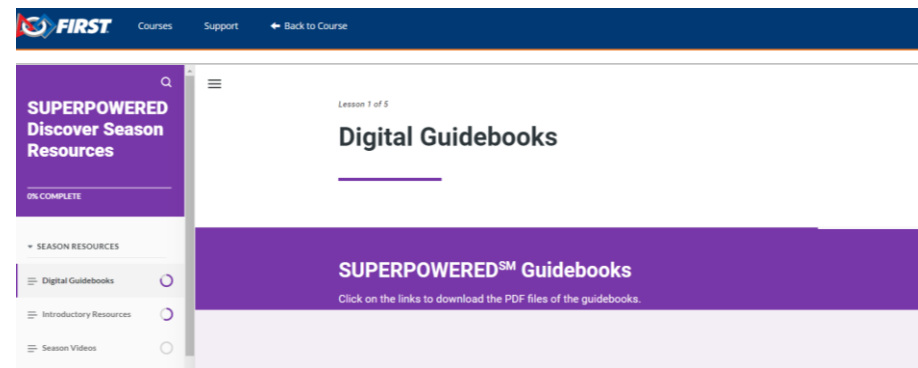 FIRST Courses Support ← Back to Course
SUPERPOWERED
Discover Season
Resources
0% COMPLETE
SEASON RESOURCES
Digital Guidebooks
Introductory Resources
Season Videos
Lesson 1 of 5
Digital Guidebooks
SUPERPOWERED℠ Guidebooks
Click on the links to download the PDF files of the guidebooks.